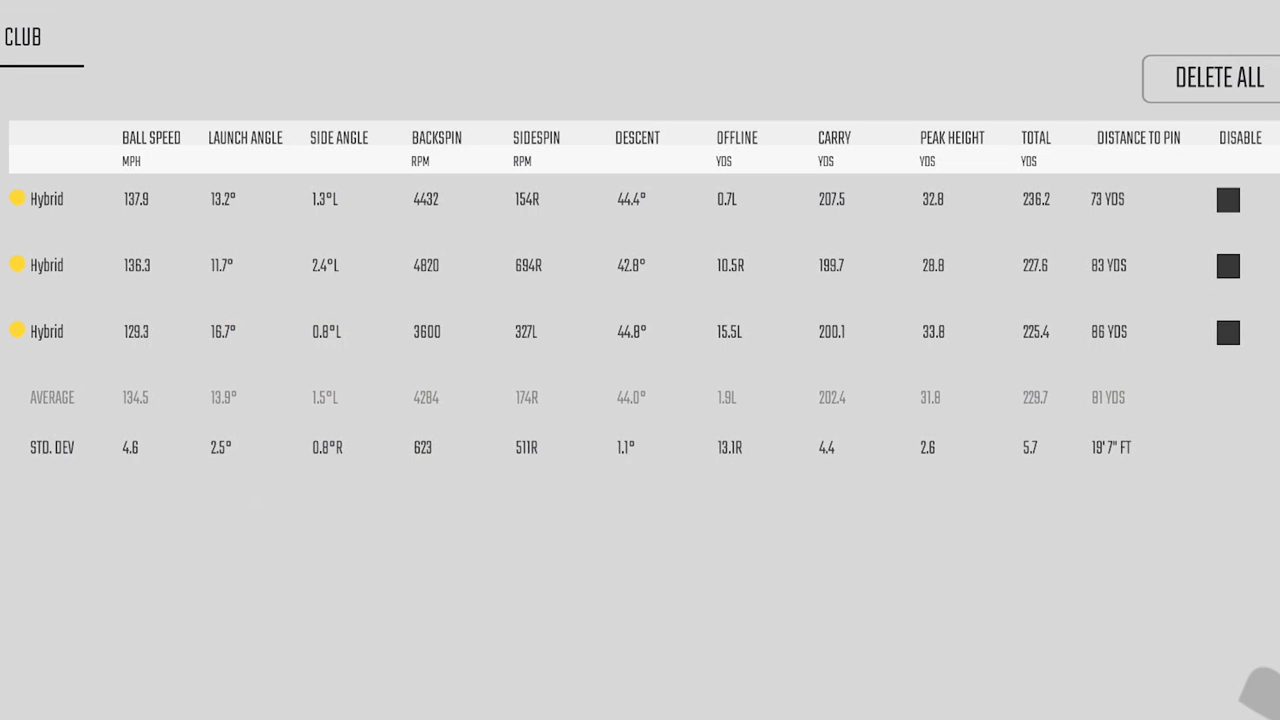 CLUB
DELETE ALL
BALL SPEED LAUNCH ANGLE SIDE ANGLE BACKSPIN SIDESPIN DESCENT OFFLINE CARRY PEAK HEIGHT TOTAL DISTANCE TO PIN DISABLE
MPH RPM RPM YDS YDS YDS YDS
Hybrid 137.9 13.2° 1.3°L 4432 154R 44.4° 0.7L 207.5 32.8 236.2 73 YDS
Hybrid 136.3 11.7° 2.4°L 4820 694R 42.8° 10.5R 199.7 28.8 227.6 83 YDS
Hybrid 129.3 16.7° 0.8°L 3600 327L 44.8° 15.5L 200.1 33.8 225.4 86 YDS
AVERAGE 134.5 13.9° 1.5°L 4284 174R 44.0° 1.9L 202.4 31.8 229.7 81 YDS
STD. DEV 4.6 2.5° 0.8°R 623 511R 1.1° 13.1R 4.4 2.6 5.7 19' 7" FT